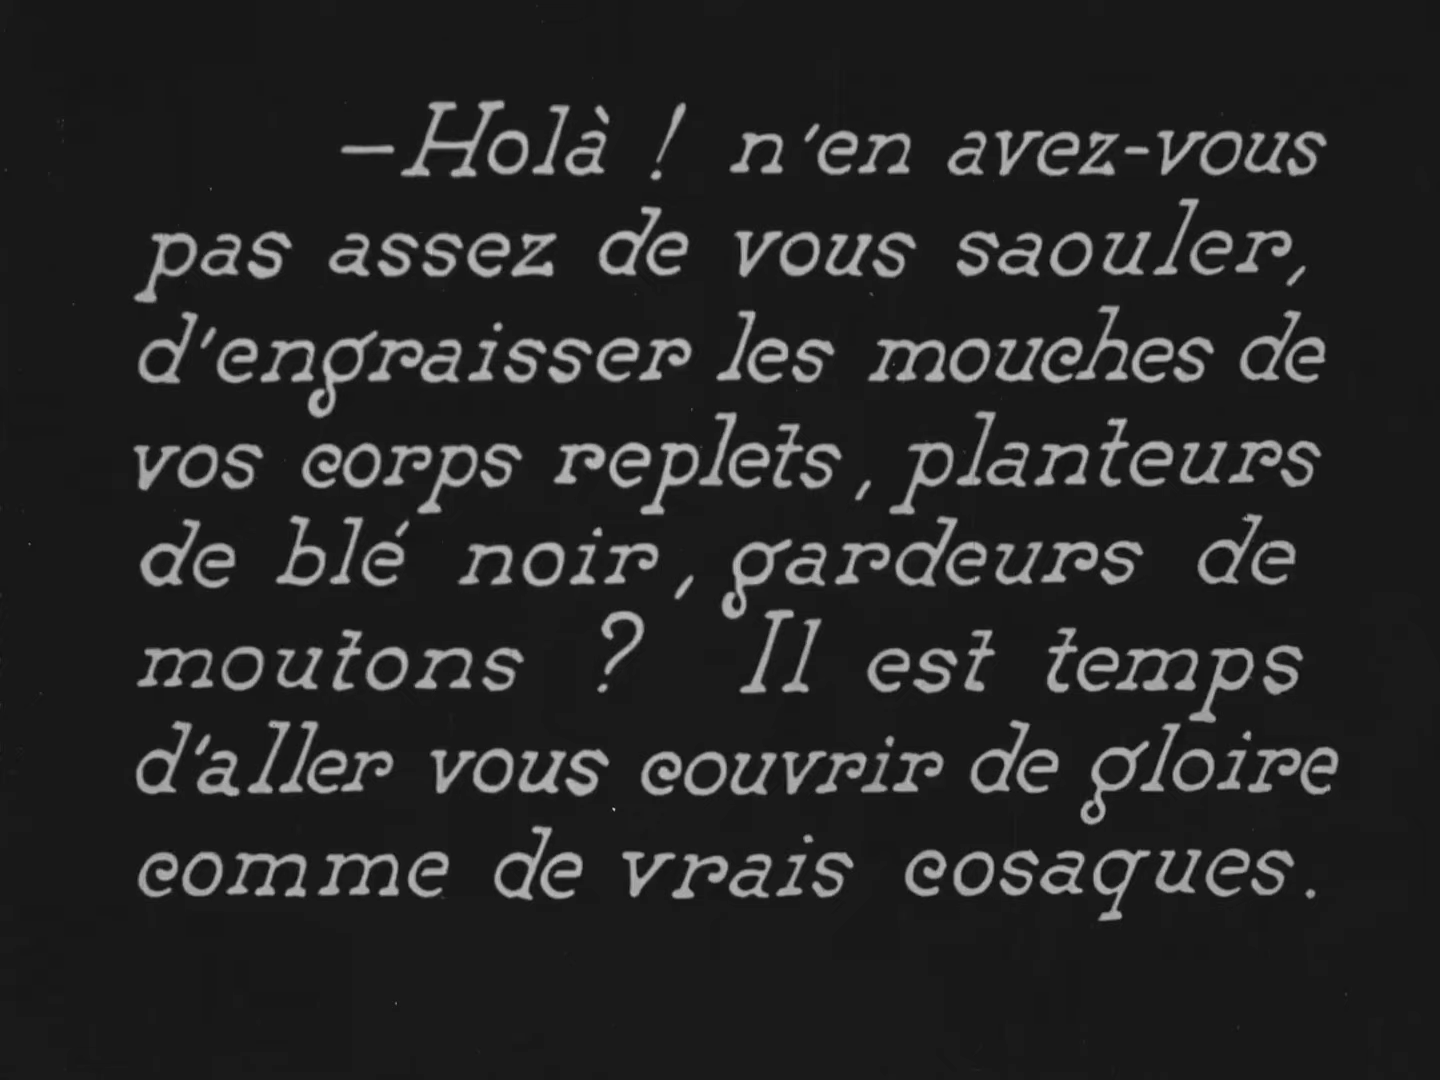 —Holà ! n'en avez-vous
pas assez de vous saouler,
d'engraisser les mouches de
vos corps replets, planteurs
de blé noir, gardeurs de
moutons ? Il est temps
d'aller vous couvrir de gloire
comme de vrais cosaques.